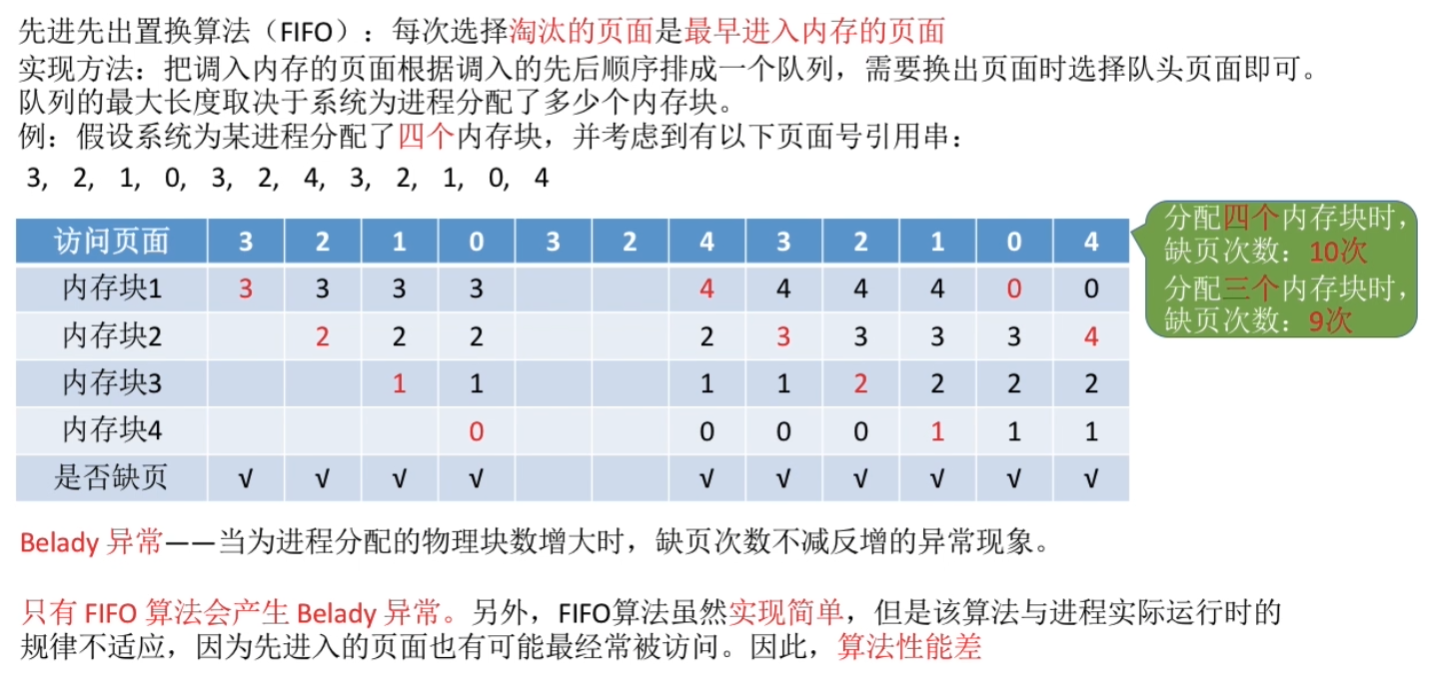 先进先出置换算法（FIFO）：每次选择淘汰的页面是最早进入内存的页面
实现方法：把调入内存的页面根据调入的先后顺序排成一个队列，需要换出页面时选择队头页面即可。
队列的最大长度取决于系统为进程分配了多少个内存块。
例：假设系统为某进程分配了四个内存块，并考虑到有以下页面号引用串：
3, 2, 1, 0, 3, 2, 4, 3, 2, 1, 0, 4
访问页面 3 2 1 0 3 2 4 3 2 1 0 4
内存块1 3 3 3 3 4 4 4 4 0 0
内存块2 2 2 2 2 3 3 3 3 4
内存块3 1 1 1 1 2 2 2 2
内存块4 0 0 0 0 1 1 1
是否缺页 √ √ √ √ √ √ √ √ √ √
分配四个内存块时，
缺页次数：10次
分配三个内存块时，
缺页次数：9次
Belady 异常——当为进程分配的物理块数增大时，缺页次数不减反增的异常现象。
只有 FIFO 算法会产生 Belady 异常。另外，FIFO算法虽然实现简单，但是该算法与进程实际运行时的
规律不适应，因为先进入的页面也有可能最经常被访问。因此，算法性能差